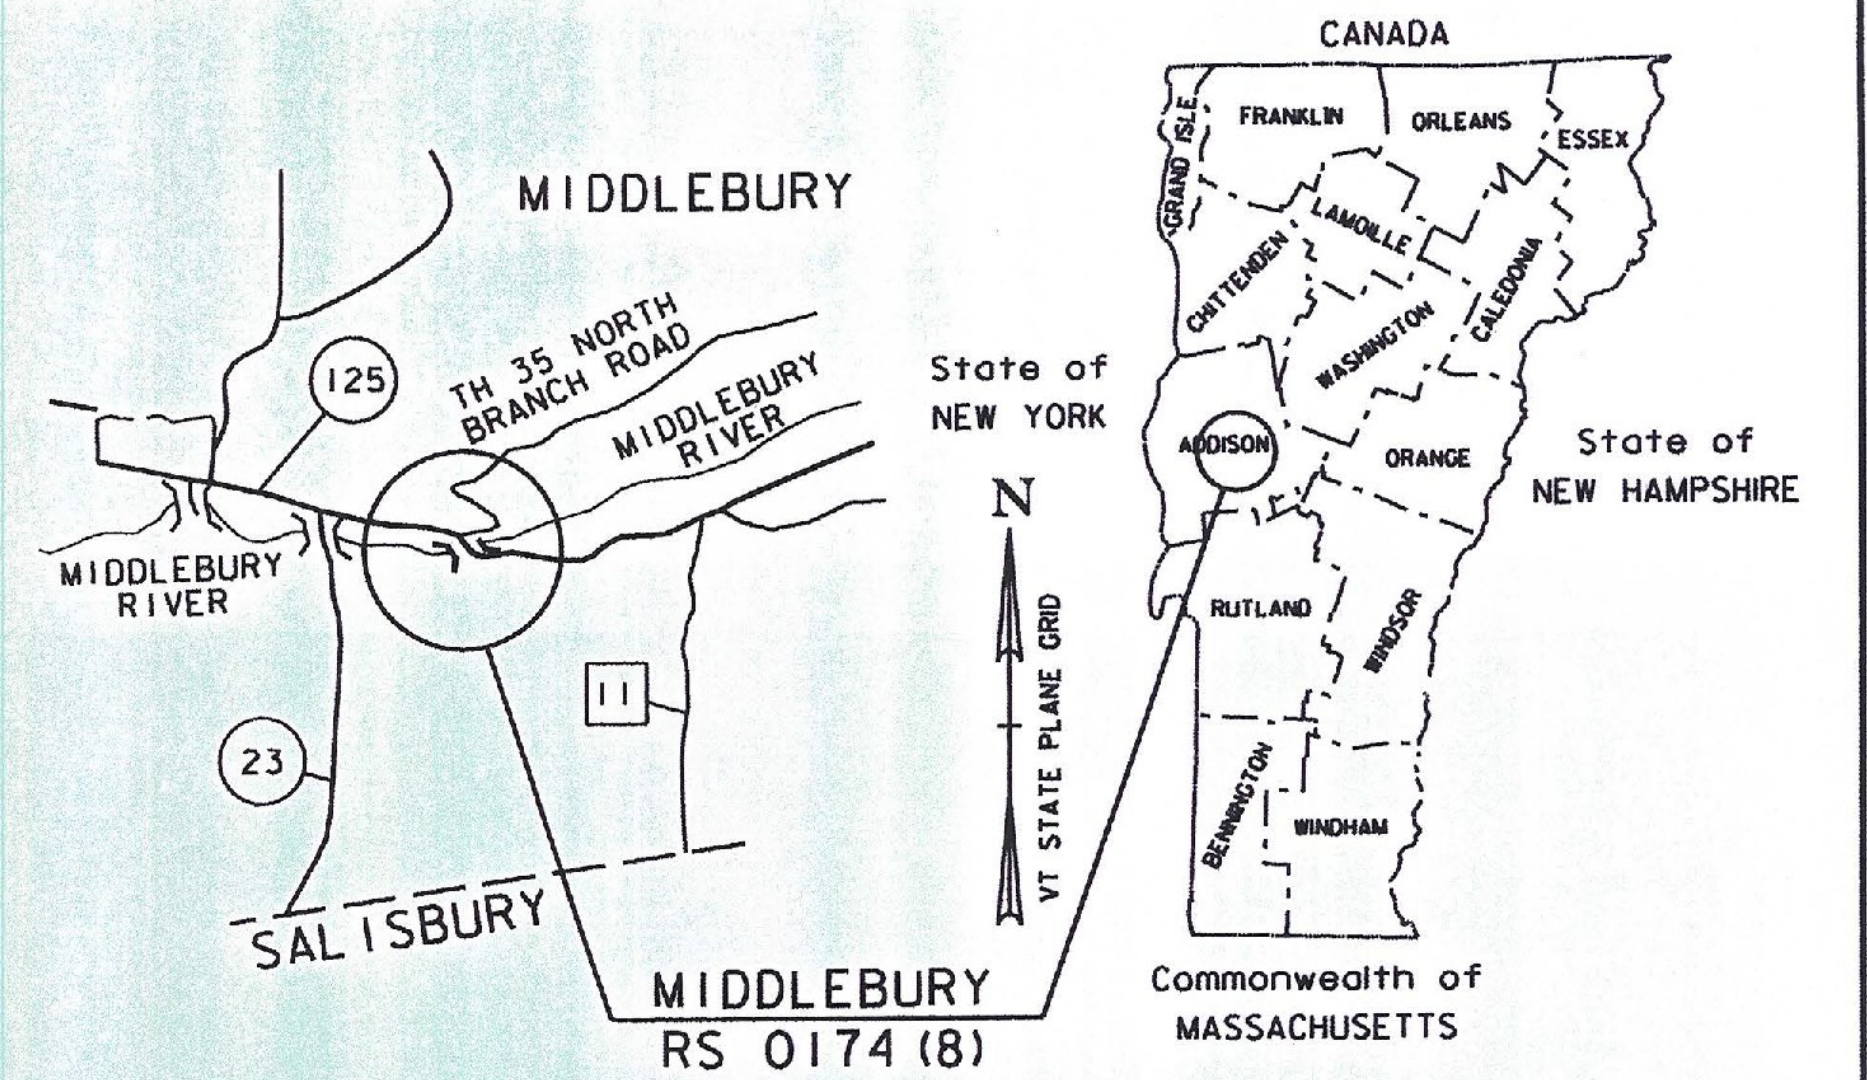 MIDDLEBURY
125
TH 35 NORTH
BRANCH ROAD
MIDDLEBURY
RIVER
MIDDLEBURY
RIVER
23
11
SALISBURY
MIDDLEBURY
RS 0174 (8)
N
VT STATE PLANE GRID
CANADA
GRAND ISLE
FRANKLIN
ORLEANS
ESSEX
LAMOILLE
CHITTENDEN
CALEDONIA
WASHINGTON
State of
NEW YORK
ADDISON
ORANGE
State of
NEW HAMPSHIRE
RUTLAND
WINDSOR
BENNINGTON
WINDHAM
Commonwealth of
MASSACHUSETTS